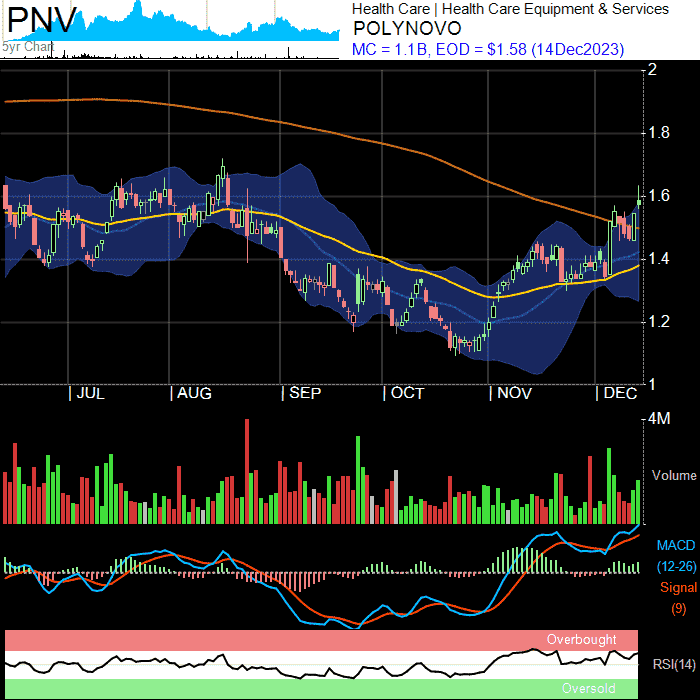 PNV
5yr Chart
Health Care | Health Care Equipment & Services
POLYNOVO
MC = 1.1B, EOD = $1.58 (14Dec2023)
2
1.8
1.6
1.4
1.2
1
| JUL | AUG | SEP | OCT | NOV | DEC
4M
Volume
MACD
(12-26)
Signal
(9)
Overbought
RSI(14)
Oversold